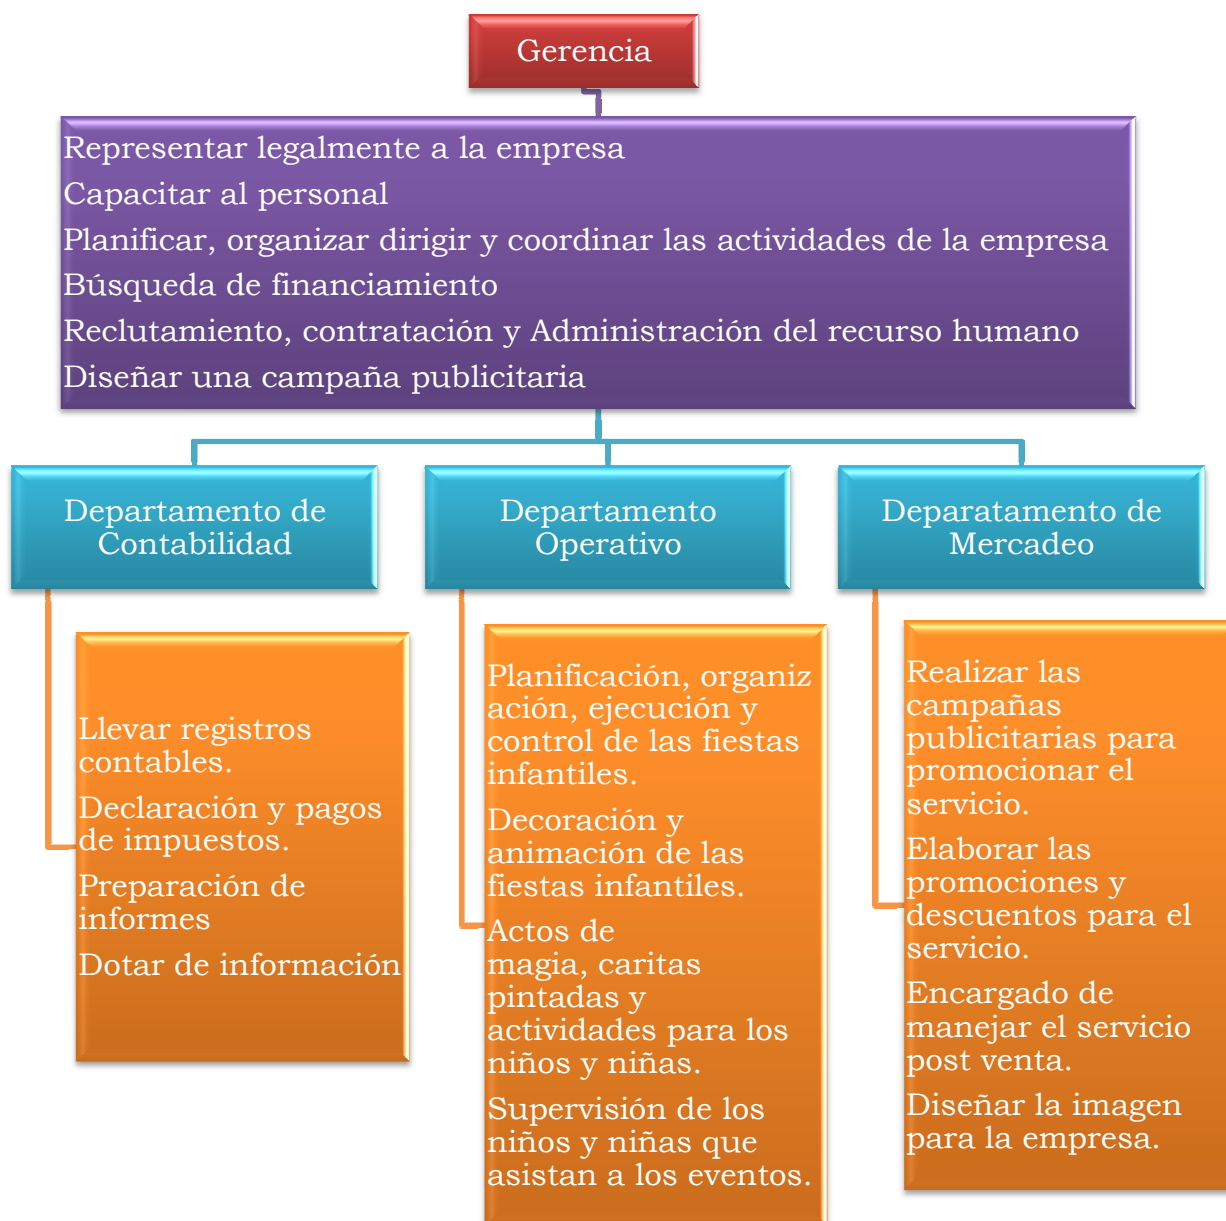 Gerencia
Representar legalmente a la empresa
Capacitar al personal
Planificar, organizar dirigir y coordinar las actividades de la empresa
Búsqueda de financiamiento
Reclutamiento, contratación y Administración del recurso humano
Diseñar una campaña publicitaria
Departamento de
Contabilidad
Llevar registros
contables.
Declaración y pagos
de impuestos.
Preparación de
informes
Dotar de información
Departamento
Operativo
Planificación, organiz
ación, ejecución y
control de las fiestas
infantiles.
Decoración y
animación de las
fiestas infantiles.
Actos de
magia, caritas
pintadas y
actividades para los
niños y niñas.
Supervisión de los
niños y niñas que
asistan a los eventos.
Deparatamento de
Mercadeo
Realizar las
campañas
publicitarias para
promocionar el
servicio.
Elaborar las
promociones y
descuentos para el
servicio.
Encargado de
manejar el servicio
post venta.
Diseñar la imagen
para la empresa.